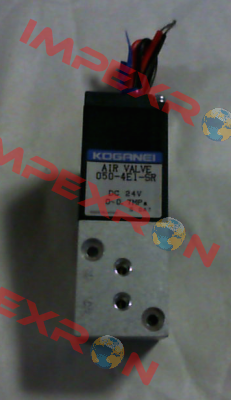 IMPEXRON
IMPEXRON
KOGANEI
AIR VALVE
050-4E1-SR
DC 24V
IMPEXRON